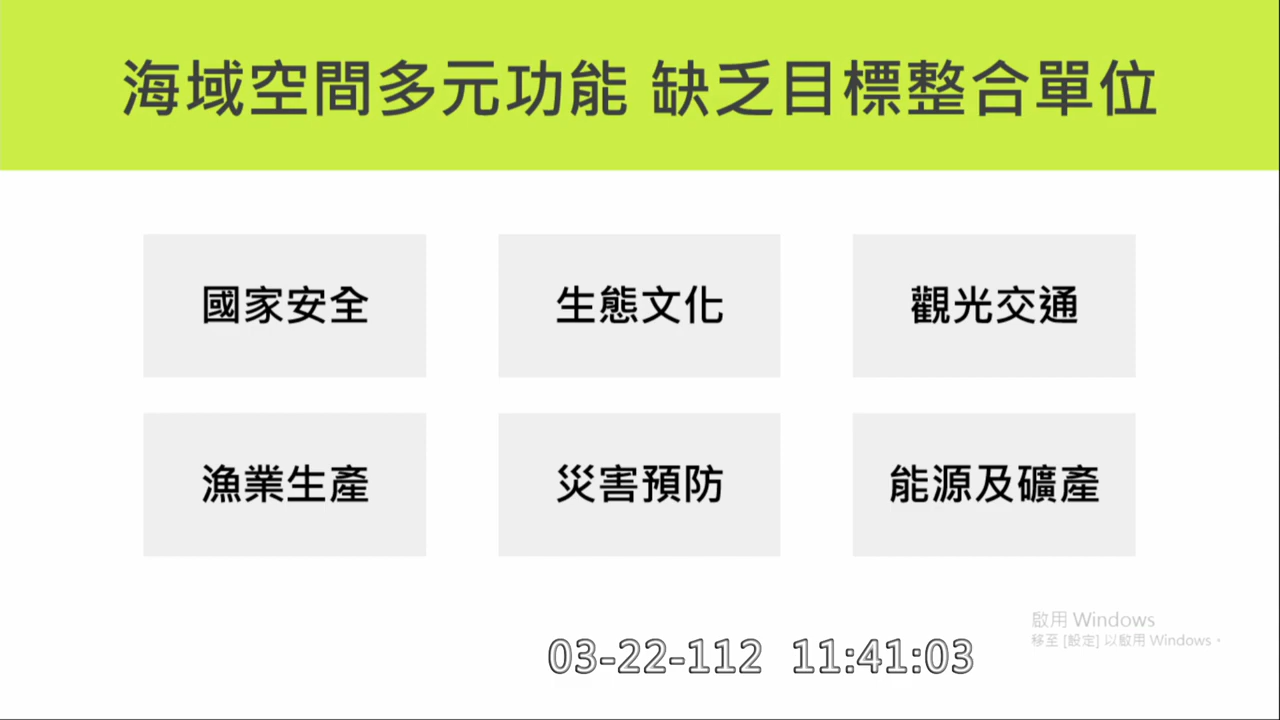 海域空間多元功能 缺乏目標整合單位
國家安全
生態文化
觀光交通
漁業生產
災害預防
能源及礦產
啟用 Windows
移至 [設定] 以啟用 Windows。
03-22-112 11:41:03